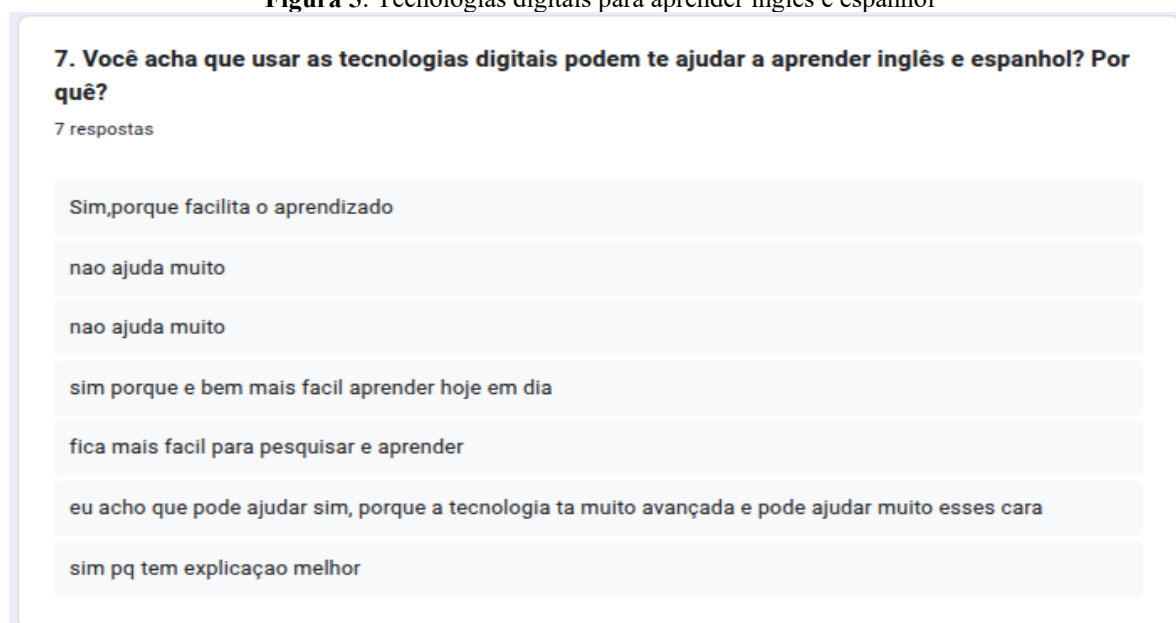 Figura 5. Tecnologias digitais para aprender inglês e espanhol
7. Você acha que usar as tecnologias digitais podem te ajudar a aprender inglês e espanhol? Por
quê?
7 respostas
Sim,porque facilita o aprendizado
nao ajuda muito
nao ajuda muito
sim porque e bem mais facil aprender hoje em dia
fica mais facil para pesquisar e aprender
eu acho que pode ajudar sim, porque a tecnologia ta muito avançada e pode ajudar muito esses cara
sim pq tem explicaçao melhor